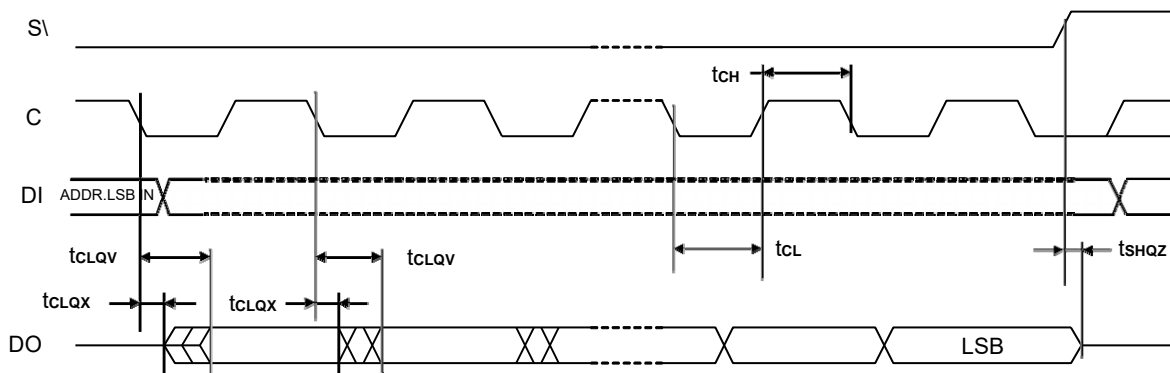 S\
tCH
C
DI ADDR.LSB IN
tCLQV tCLQV tCL tSHQZ
tCLQX tCLQX
DO LSB